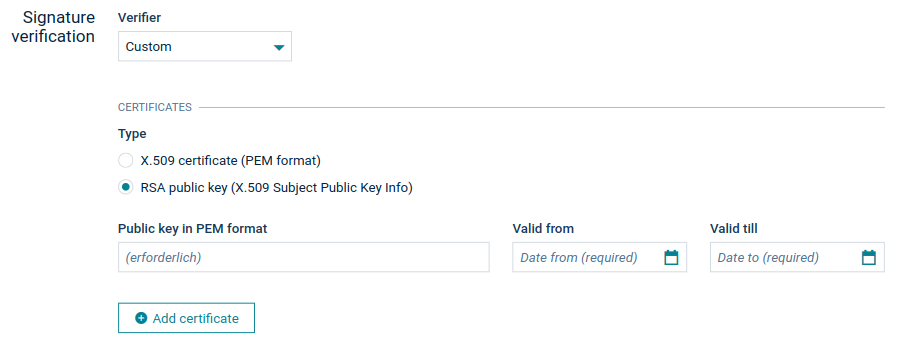 Signature
verification
Verifier
Custom
CERTIFICATES
Type
X.509 certificate (PEM format)
RSA public key (X.509 Subject Public Key Info)
Public key in PEM format
Valid from
Valid till
(erforderlich)
Date from (required)
Date to (required)
Add certificate